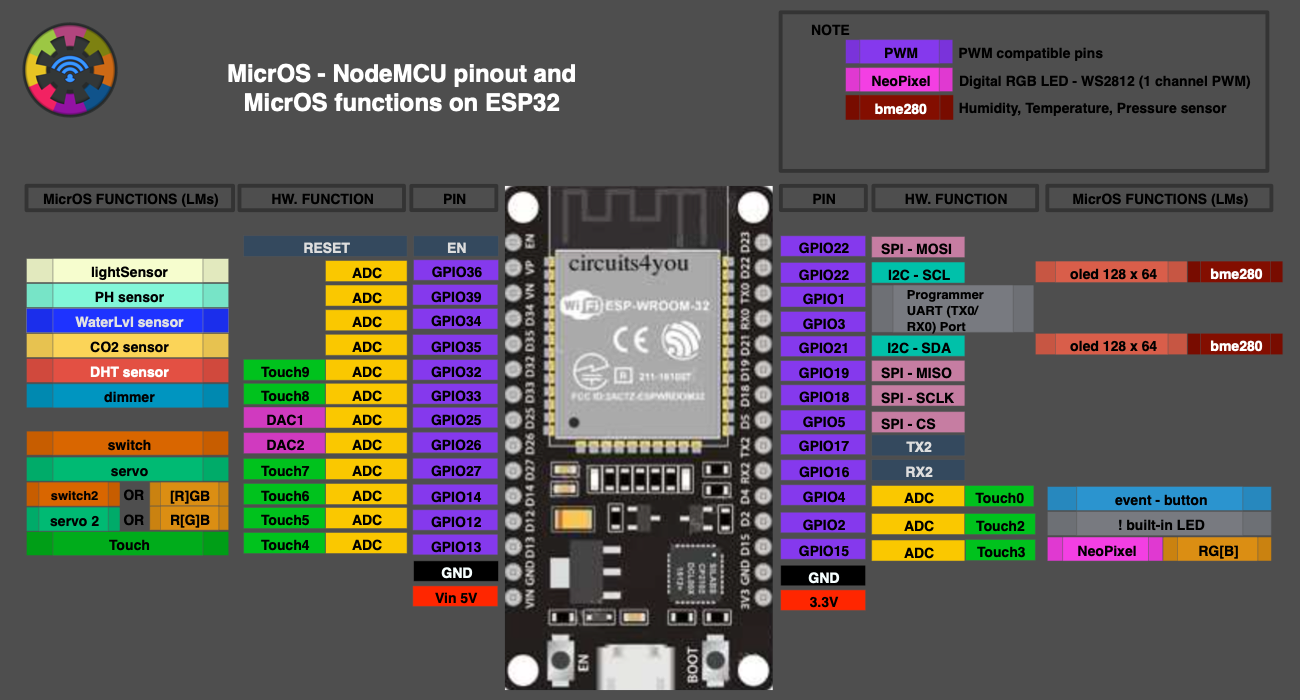 MicrOS - NodeMCU pinout and
MicrOS functions on ESP32
NOTE
PWM PWM compatible pins
NeoPixel Digital RGB LED - WS2812 (1 channel PWM)
bme280 Humidity, Temperature, Pressure sensor
MicrOS FUNCTIONS (LMs) HW. FUNCTION PIN
RESET EN
lightSensor ADC GPIO36
PH sensor ADC GPIO39
WaterLvl sensor ADC GPIO34
CO2 sensor ADC GPIO35
DHT sensor Touch9 ADC GPIO32
dimmer Touch8 ADC GPIO33
DAC1 ADC GPIO25
switch DAC2 ADC GPIO26
servo Touch7 ADC GPIO27
switch2 OR [R]GB Touch6 ADC GPIO14
servo 2 OR R[G]B Touch5 ADC GPIO12
Touch Touch4 ADC GPIO13
GND
Vin 5V
EN
VP
VN
D34
D35
D32
D33
D25
D26
D27
D14
D12
D13
GND
VIN
circuits4you
WiFi ESP-WROOM-32
CE
R 211-161007
FCC ID:2AC7Z-ESPWROOM32
SILABS
CP2102
EN
BOOT
D23
D22
TX0
RX0
D21
D19
D18
D5
TX2
RX2
D4
D2
D15
GND
3V3
PIN HW. FUNCTION MicrOS FUNCTIONS (LMs)
GPIO22 SPI - MOSI
GPIO22 I2C - SCL oled 128 x 64 bme280
GPIO1 Programmer
UART (TX0/
GPIO3 RX0) Port
GPIO21 I2C - SDA oled 128 x 64 bme280
GPIO19 SPI - MISO
GPIO18 SPI - SCLK
GPIO5 SPI - CS
GPIO17 TX2
GPIO16 RX2
GPIO4 ADC Touch0 event - button
GPIO2 ADC Touch2 ! built-in LED
GPIO15 ADC Touch3 NeoPixel RG[B]
GND
3.3V